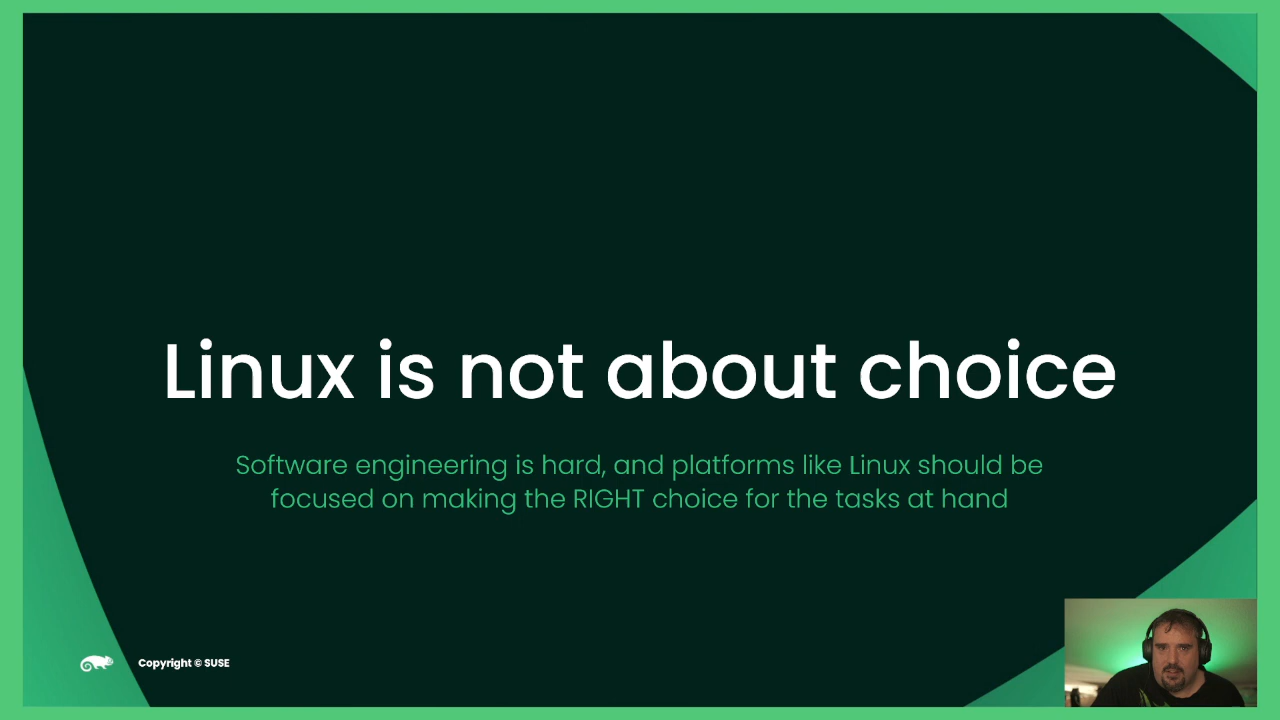 Linux is not about choice
Software engineering is hard, and platforms like Linux should be
focused on making the RIGHT choice for the tasks at hand
Copyright © SUSE